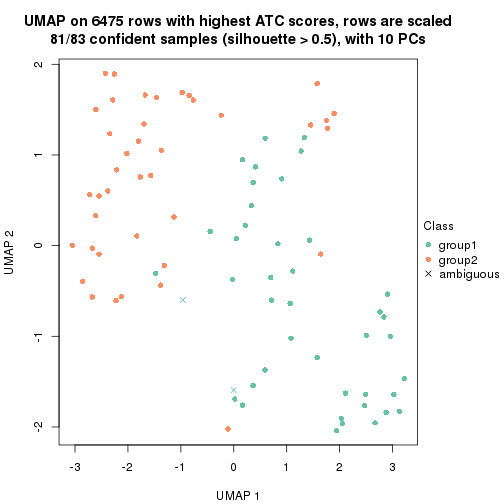 UMAP on 6475 rows with highest ATC scores, rows are scaled
81/83 confident samples (silhouette > 0.5), with 10 PCs
2
1
0
-1
-2
UMAP 2
-3 -2 -1 0 1 2 3
UMAP 1
Class
group1
group2
ambiguous